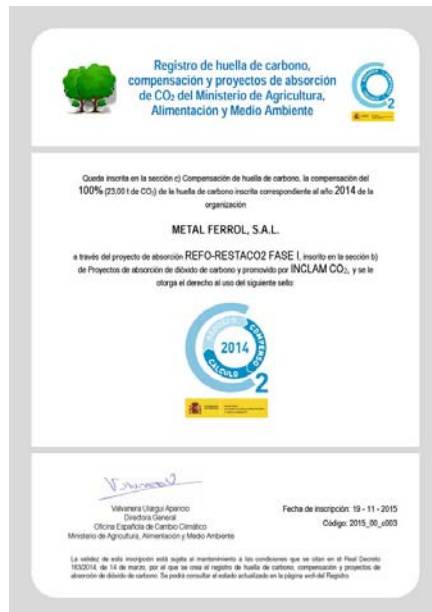 Registro de huella de carbono,
compensación y proyectos de absorción
de CO2 del Ministerio de Agricultura,
Alimentación y Medio Ambiente
Queda inscrita en la sección c) Compensación de huella de carbono, la compensación del
100% (23,00 t de CO2) de la huella de carbono inscrita correspondiente al año 2014 de la
organización
METAL FERROL, S.A.L.
a través del proyecto de absorción REFO-RESTACO2 FASE I, inscrito en la sección b)
de Proyectos de absorción de dióxido de carbono y promovido por INCLAM CO2, y se le
otorga el derecho al uso del siguiente sello:
COMPENSO
CALCULO
2014
2
Valvanera Ulargui Aparicio
Directora General
Oficina Española de Cambio Climático
Ministerio de Agricultura, Alimentación y Medio Ambiente
Fecha de inscripción: 19 - 11 - 2015
Código: 2015_00_c003
La validez de esta inscripción está sujeta al mantenimiento a las condiciones que se citan en el Real Decreto
163/2014, de 14 de marzo, por el que se crea el registro de huella de carbono, compensación y proyectos de
absorción de dióxido de carbono. Se podrá consultar el estado actualizado en la página web del Registro